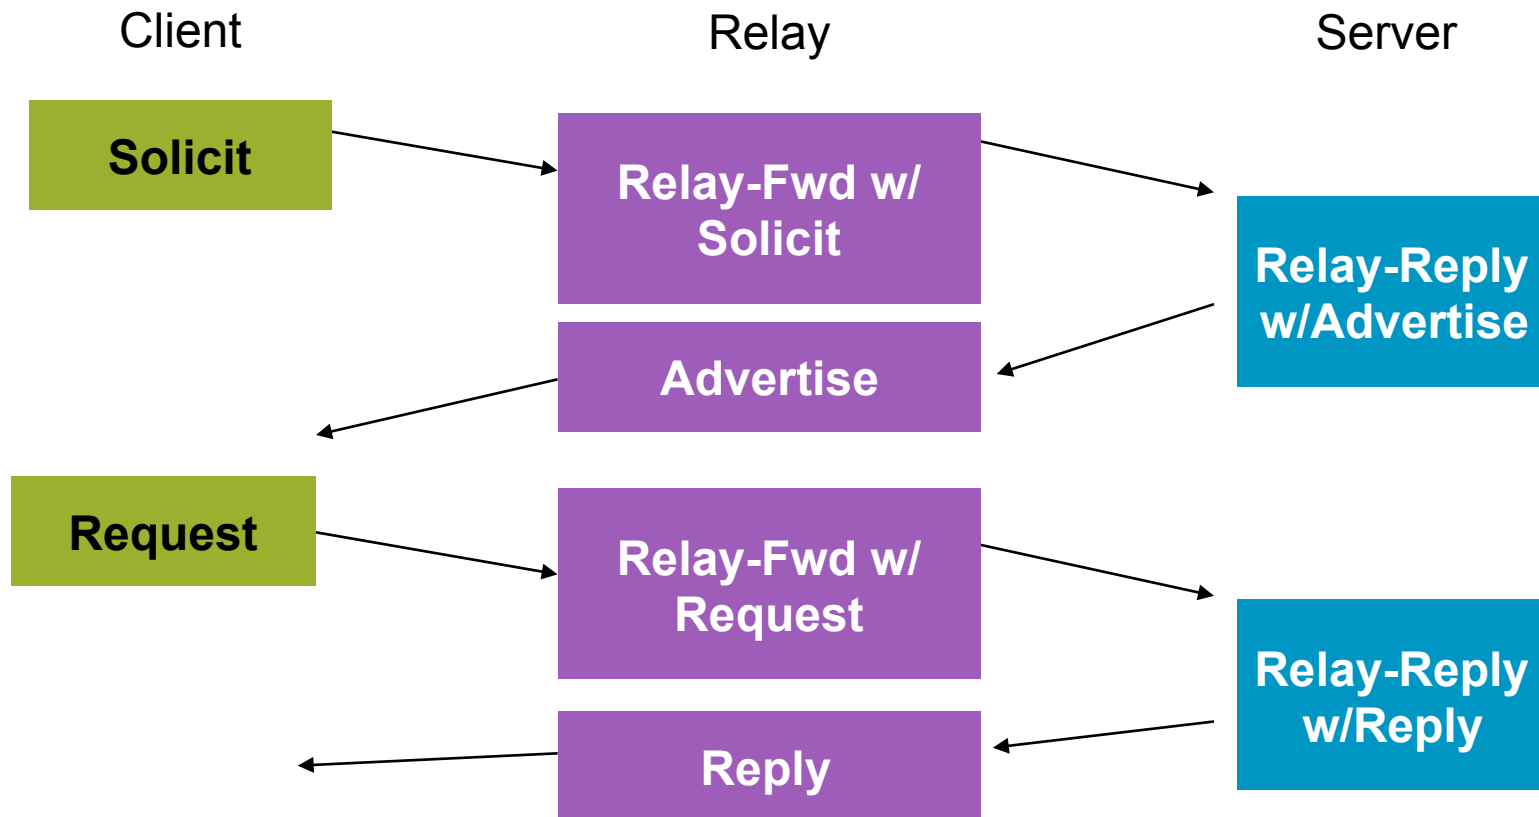 Client
Relay
Server
Solicit
Relay-Fwd w/
Solicit
Relay-Reply
w/Advertise
Advertise
Request
Relay-Fwd w/
Request
Relay-Reply
w/Reply
Reply